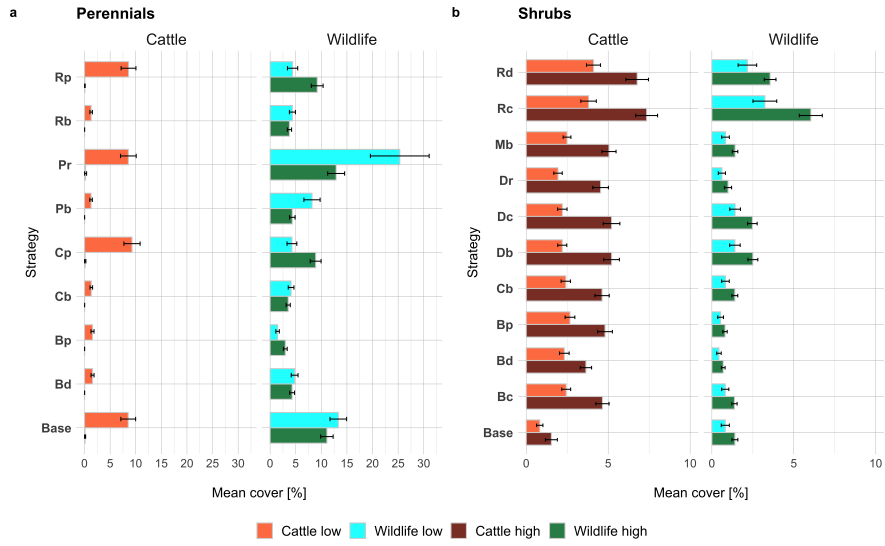 a Perennials b Shrubs
Cattle Wildlife Cattle Wildlife
Strategy
Rp
Rb
Pr
Pb
Cp
Cb
Bp
Bd
Base
0 5 10 15 20 25 30 0 5 10 15 20 25 30
Mean cover [%]
Strategy
Rd
Rc
Mb
Dr
Dc
Db
Cb
Bp
Bd
Bc
Base
0 5 10 0 5 10
Mean cover [%]
Cattle low Wildlife low Cattle high Wildlife high